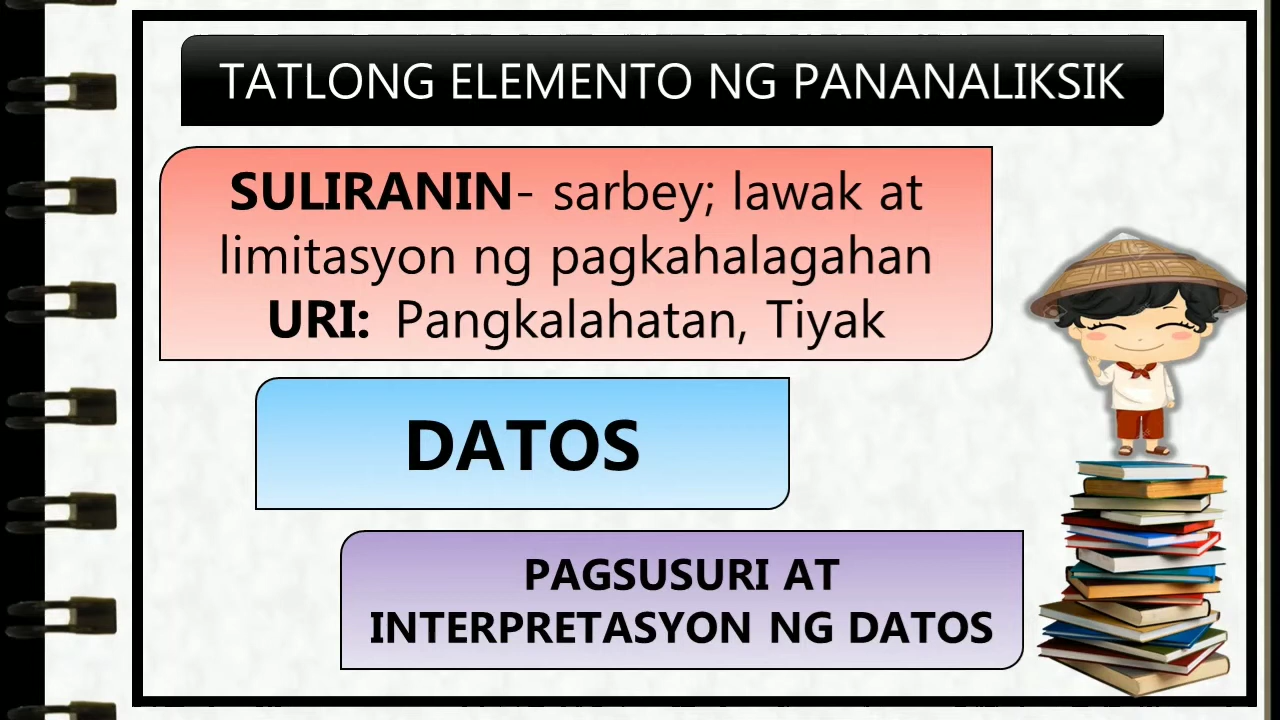 TATLONG ELEMENTO NG PANANALIKSIK
SULIRANIN- sarbey; lawak at
limitasyon ng pagkahalagahan
URI: Pangkalahatan, Tiyak
DATOS
PAGSUSURI AT
INTERPRETASYON NG DATOS